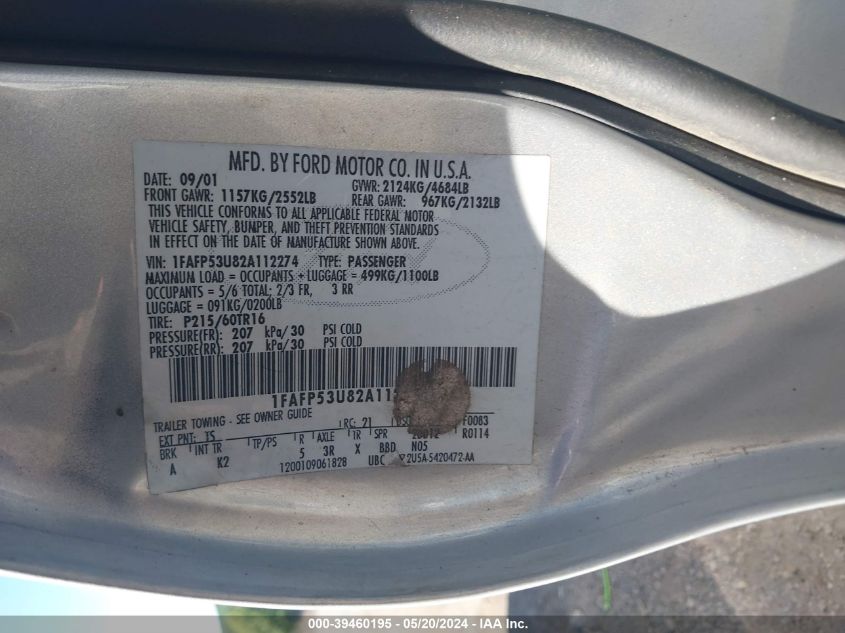 MFD. BY FORD MOTOR CO. IN U.S.A.
DATE: 09/01 GVWR: 2124KG/4684LB
FRONT GAWR: 1157KG/2552LB REAR GAWR: 967KG/2132LB
THIS VEHICLE CONFORMS TO ALL APPLICABLE FEDERAL MOTOR
VEHICLE SAFETY, BUMPER, AND THEFT PREVENTION STANDARDS
IN EFFECT ON THE DATE OF MANUFACTURE SHOWN ABOVE.
VIN: 1FAFP53U82A112274 TYPE: PASSENGER
MAXIMUM LOAD = OCCUPANTS + LUGGAGE = 499KG/1100LB
OCCUPANTS = 5/6 TOTAL; 2/3 FR, 3 RR
LUGGAGE = 091KG/0200LB
TIRE: P215/60TR16
PRESSURE(FR): 207 kPa/30 PSI COLD
PRESSURE(RR): 207 kPa/30 PSI COLD
1FAFP53U82A11
TRAILER TOWING - SEE OWNER GUIDE
RC: 21 F0083
EXT PNT: TS R0114
BRK INT TR TP/PS R AXLE TR SPR
A K2 5 3R X BBD N05
1200109061828 UBC 2U5A-5420472-AA
000-39460195 - 05/20/2024 - IAA Inc.